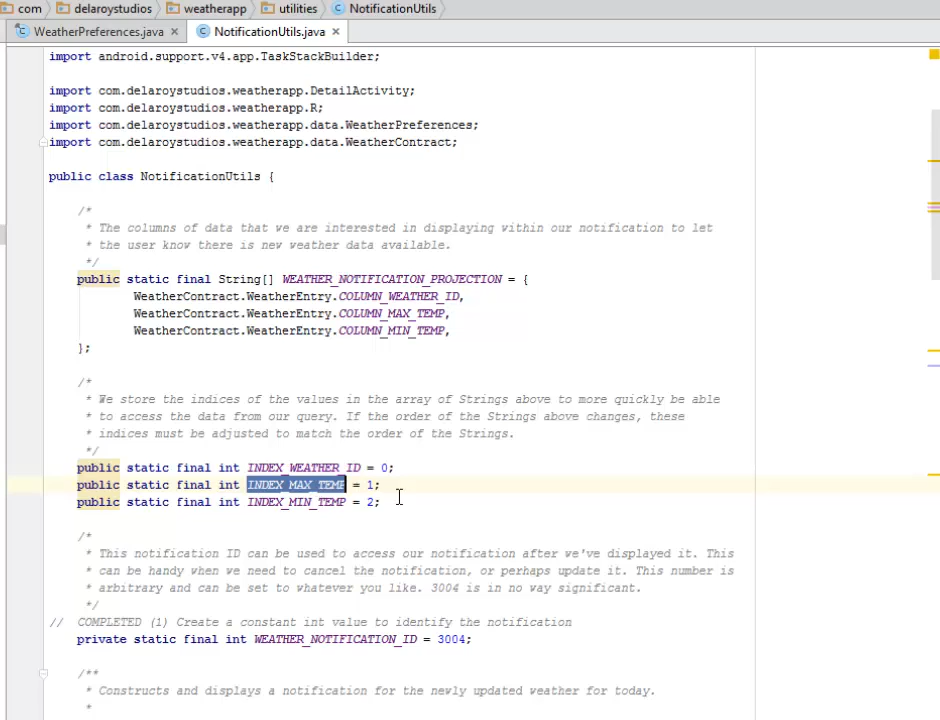 com delaroystudios weatherapp utilities NotificationUtils
WeatherPreferences.java NotificationUtils.java
import android.support.v4.app.TaskStackBuilder;
import com.delaroystudios.weatherapp.DetailActivity;
import com.delaroystudios.weatherapp.R;
import com.delaroystudios.weatherapp.data.WeatherPreferences;
import com.delaroystudios.weatherapp.data.WeatherContract;
public class NotificationUtils {
/*
* The columns of data that we are interested in displaying within our notification to let
* the user know there is new weather data available.
*/
public static final String[] WEATHER_NOTIFICATION_PROJECTION = {
WeatherContract.WeatherEntry.COLUMN_WEATHER_ID,
WeatherContract.WeatherEntry.COLUMN_MAX_TEMP,
WeatherContract.WeatherEntry.COLUMN_MIN_TEMP,
};
/*
* We store the indices of the values in the array of Strings above to more quickly be able
* to access the data from our query. If the order of the Strings above changes, these
* indices must be adjusted to match the order of the Strings.
*/
public static final int INDEX_WEATHER_ID = 0;
public static final int INDEX_MAX_TEMP = 1;
public static final int INDEX_MIN_TEMP = 2;
/*
* This notification ID can be used to access our notification after we've displayed it. This
* can be handy when we need to cancel the notification, or perhaps update it. This number is
* arbitrary and can be set to whatever you like. 3004 is in no way significant.
*/
// COMPLETED (1) Create a constant int value to identify the notification
private static final int WEATHER_NOTIFICATION_ID = 3004;
/**
* Constructs and displays a notification for the newly updated weather for today.
*